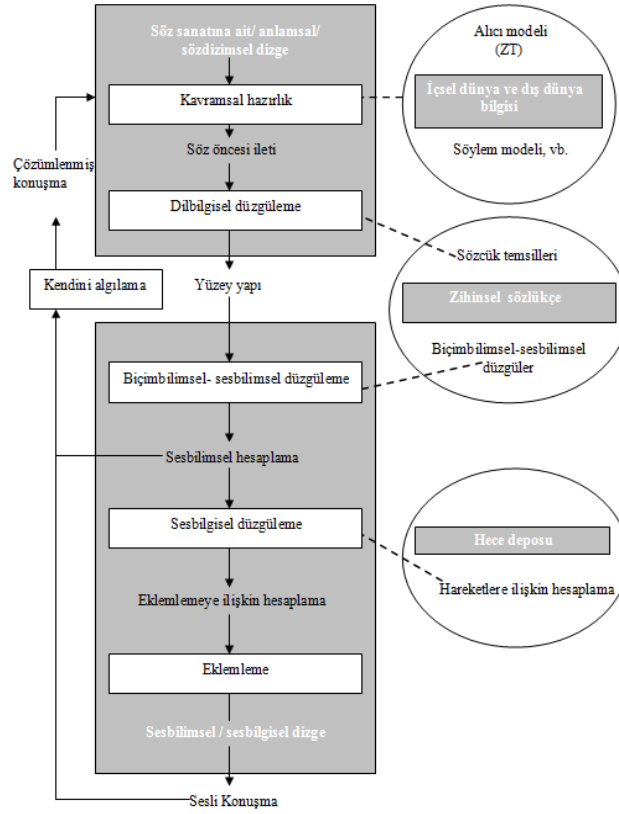 Söz sanatına ait/ anlamsal/
sözdizimsel dizge
Kavramsal hazırlık
Söz öncesi ileti
Dilbilgisel düzgüleme
Çözümlenmiş
konuşma
Kendini algılama
Yüzey yapı
Biçimbilimsel- sesbilimsel düzgüleme
Sesbilimsel hesaplama
Sesbilgisel düzgüleme
Eklemlemeye ilişkin hesaplama
Eklemleme
Sesbilimsel / sesbilgisel dizge
Sesli Konuşma
Alıcı modeli
(ZT)
İçsel dünya ve dış dünya
bilgisi
Söylem modeli, vb.
Sözcük temsilleri
Zihinsel sözlükçe
Biçimbilimsel-sesbilimsel
düzgüler
Hece deposu
Hareketlere ilişkin hesaplama